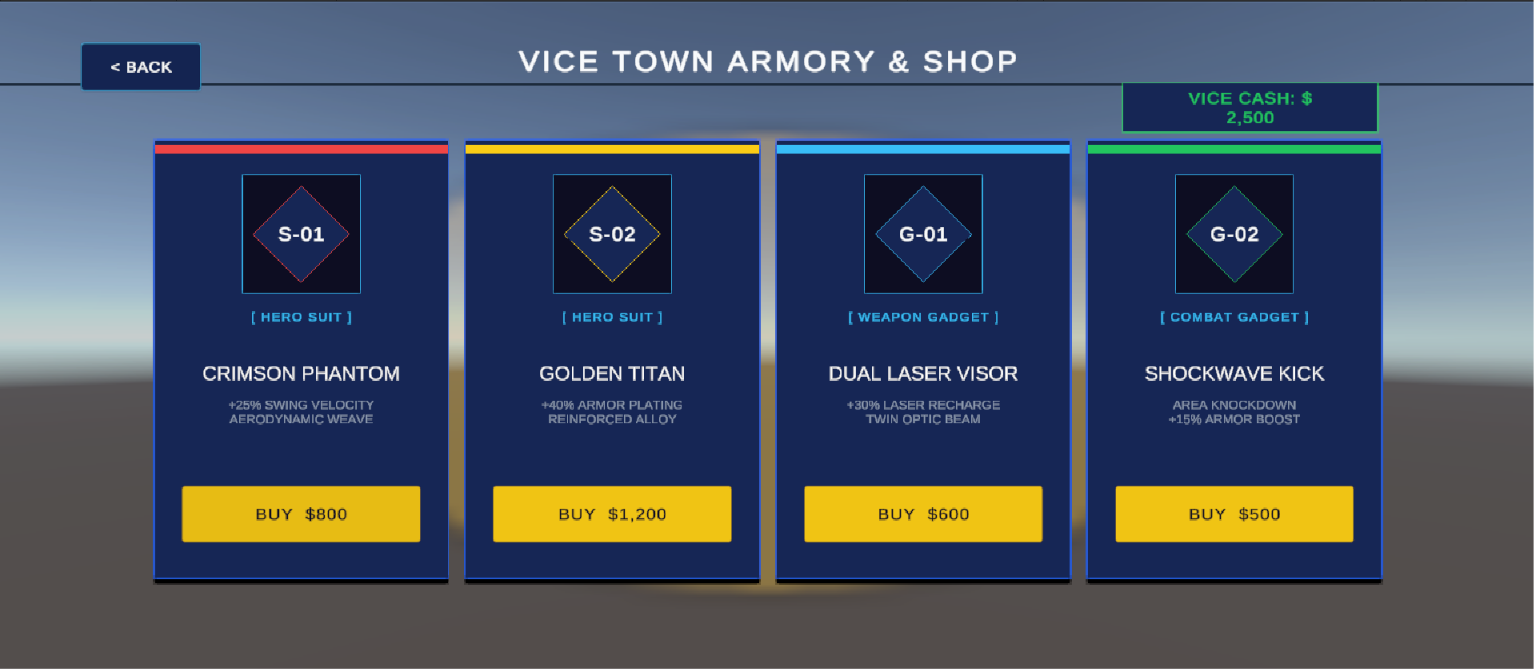 < BACK
VICE TOWN ARMORY & SHOP
VICE CASH: $
2,500
S-01
[ HERO SUIT ]
CRIMSON PHANTOM
+25% SWING VELOCITY
AERODYNAMIC WEAVE
BUY $800
S-02
[ HERO SUIT ]
GOLDEN TITAN
+40% ARMOR PLATING
REINFORCED ALLOY
BUY $1,200
G-01
[ WEAPON GADGET ]
DUAL LASER VISOR
+30% LASER RECHARGE
TWIN OPTIC BEAM
BUY $600
G-02
[ COMBAT GADGET ]
SHOCKWAVE KICK
AREA KNOCKDOWN
+15% ARMOR BOOST
BUY $500